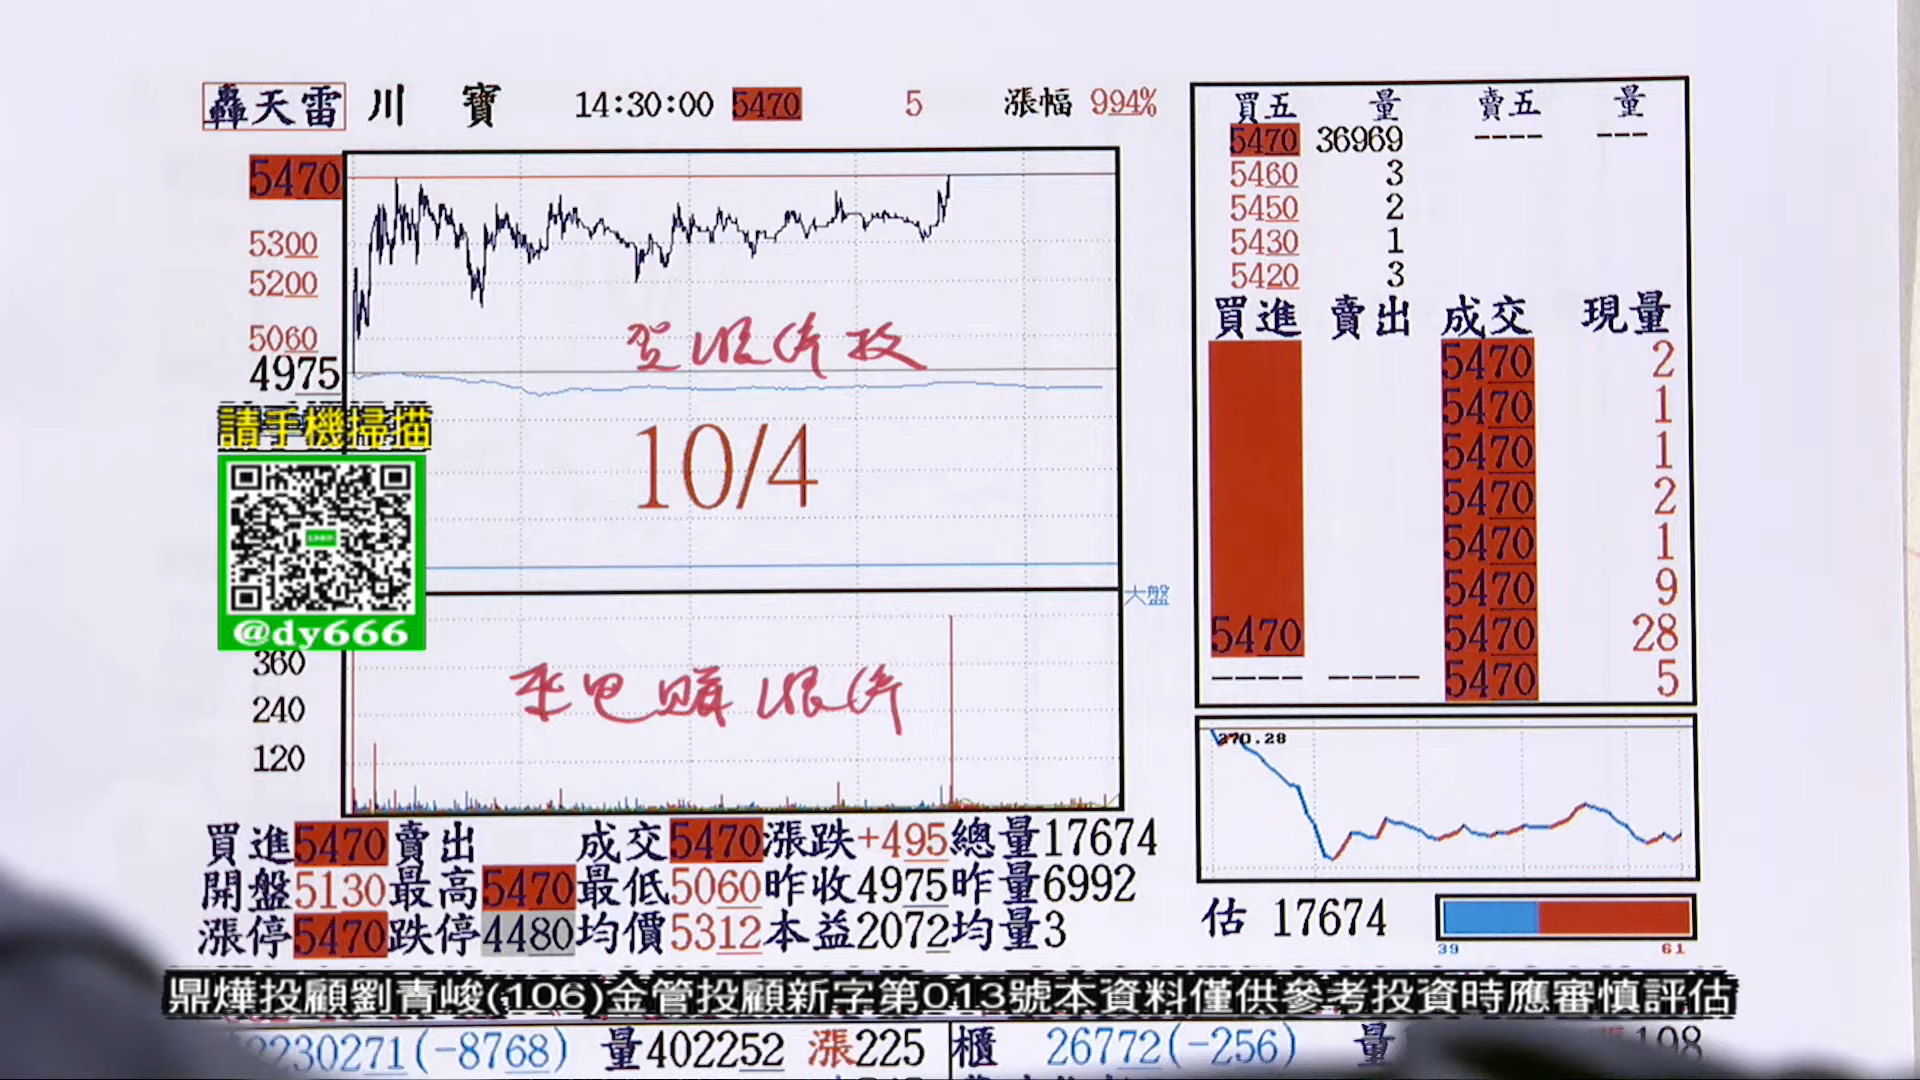 轟天雷 川 寶 14:30:00 5470 5 漲幅 994%
5470
5300
5200
5060
4975
10/4
請手機掃描
@dy666
大盤
360
240
120
買五 量 賣五 量
5470 36969 ---- ---
5460 3
5450 2
5430 1
5420 3
買進 賣出 成交 現量
5470 2
5470 1
5470 1
5470 2
5470 1
5470 9
5470 5470 28
---- ---- 5470 5
270.28
估 17674
39 61
買進5470賣出 成交5470漲跌+495總量17674
開盤5130最高5470最低5060昨收4975昨量6992
漲停5470跌停4480均價5312本益2072均量3
鼎燁投顧劉青峻(106)金管投顧新字第013號本資料僅供參考投資時應審慎評估
230271(-8768) 量402252 漲225 櫃 26772(-256) 量 198